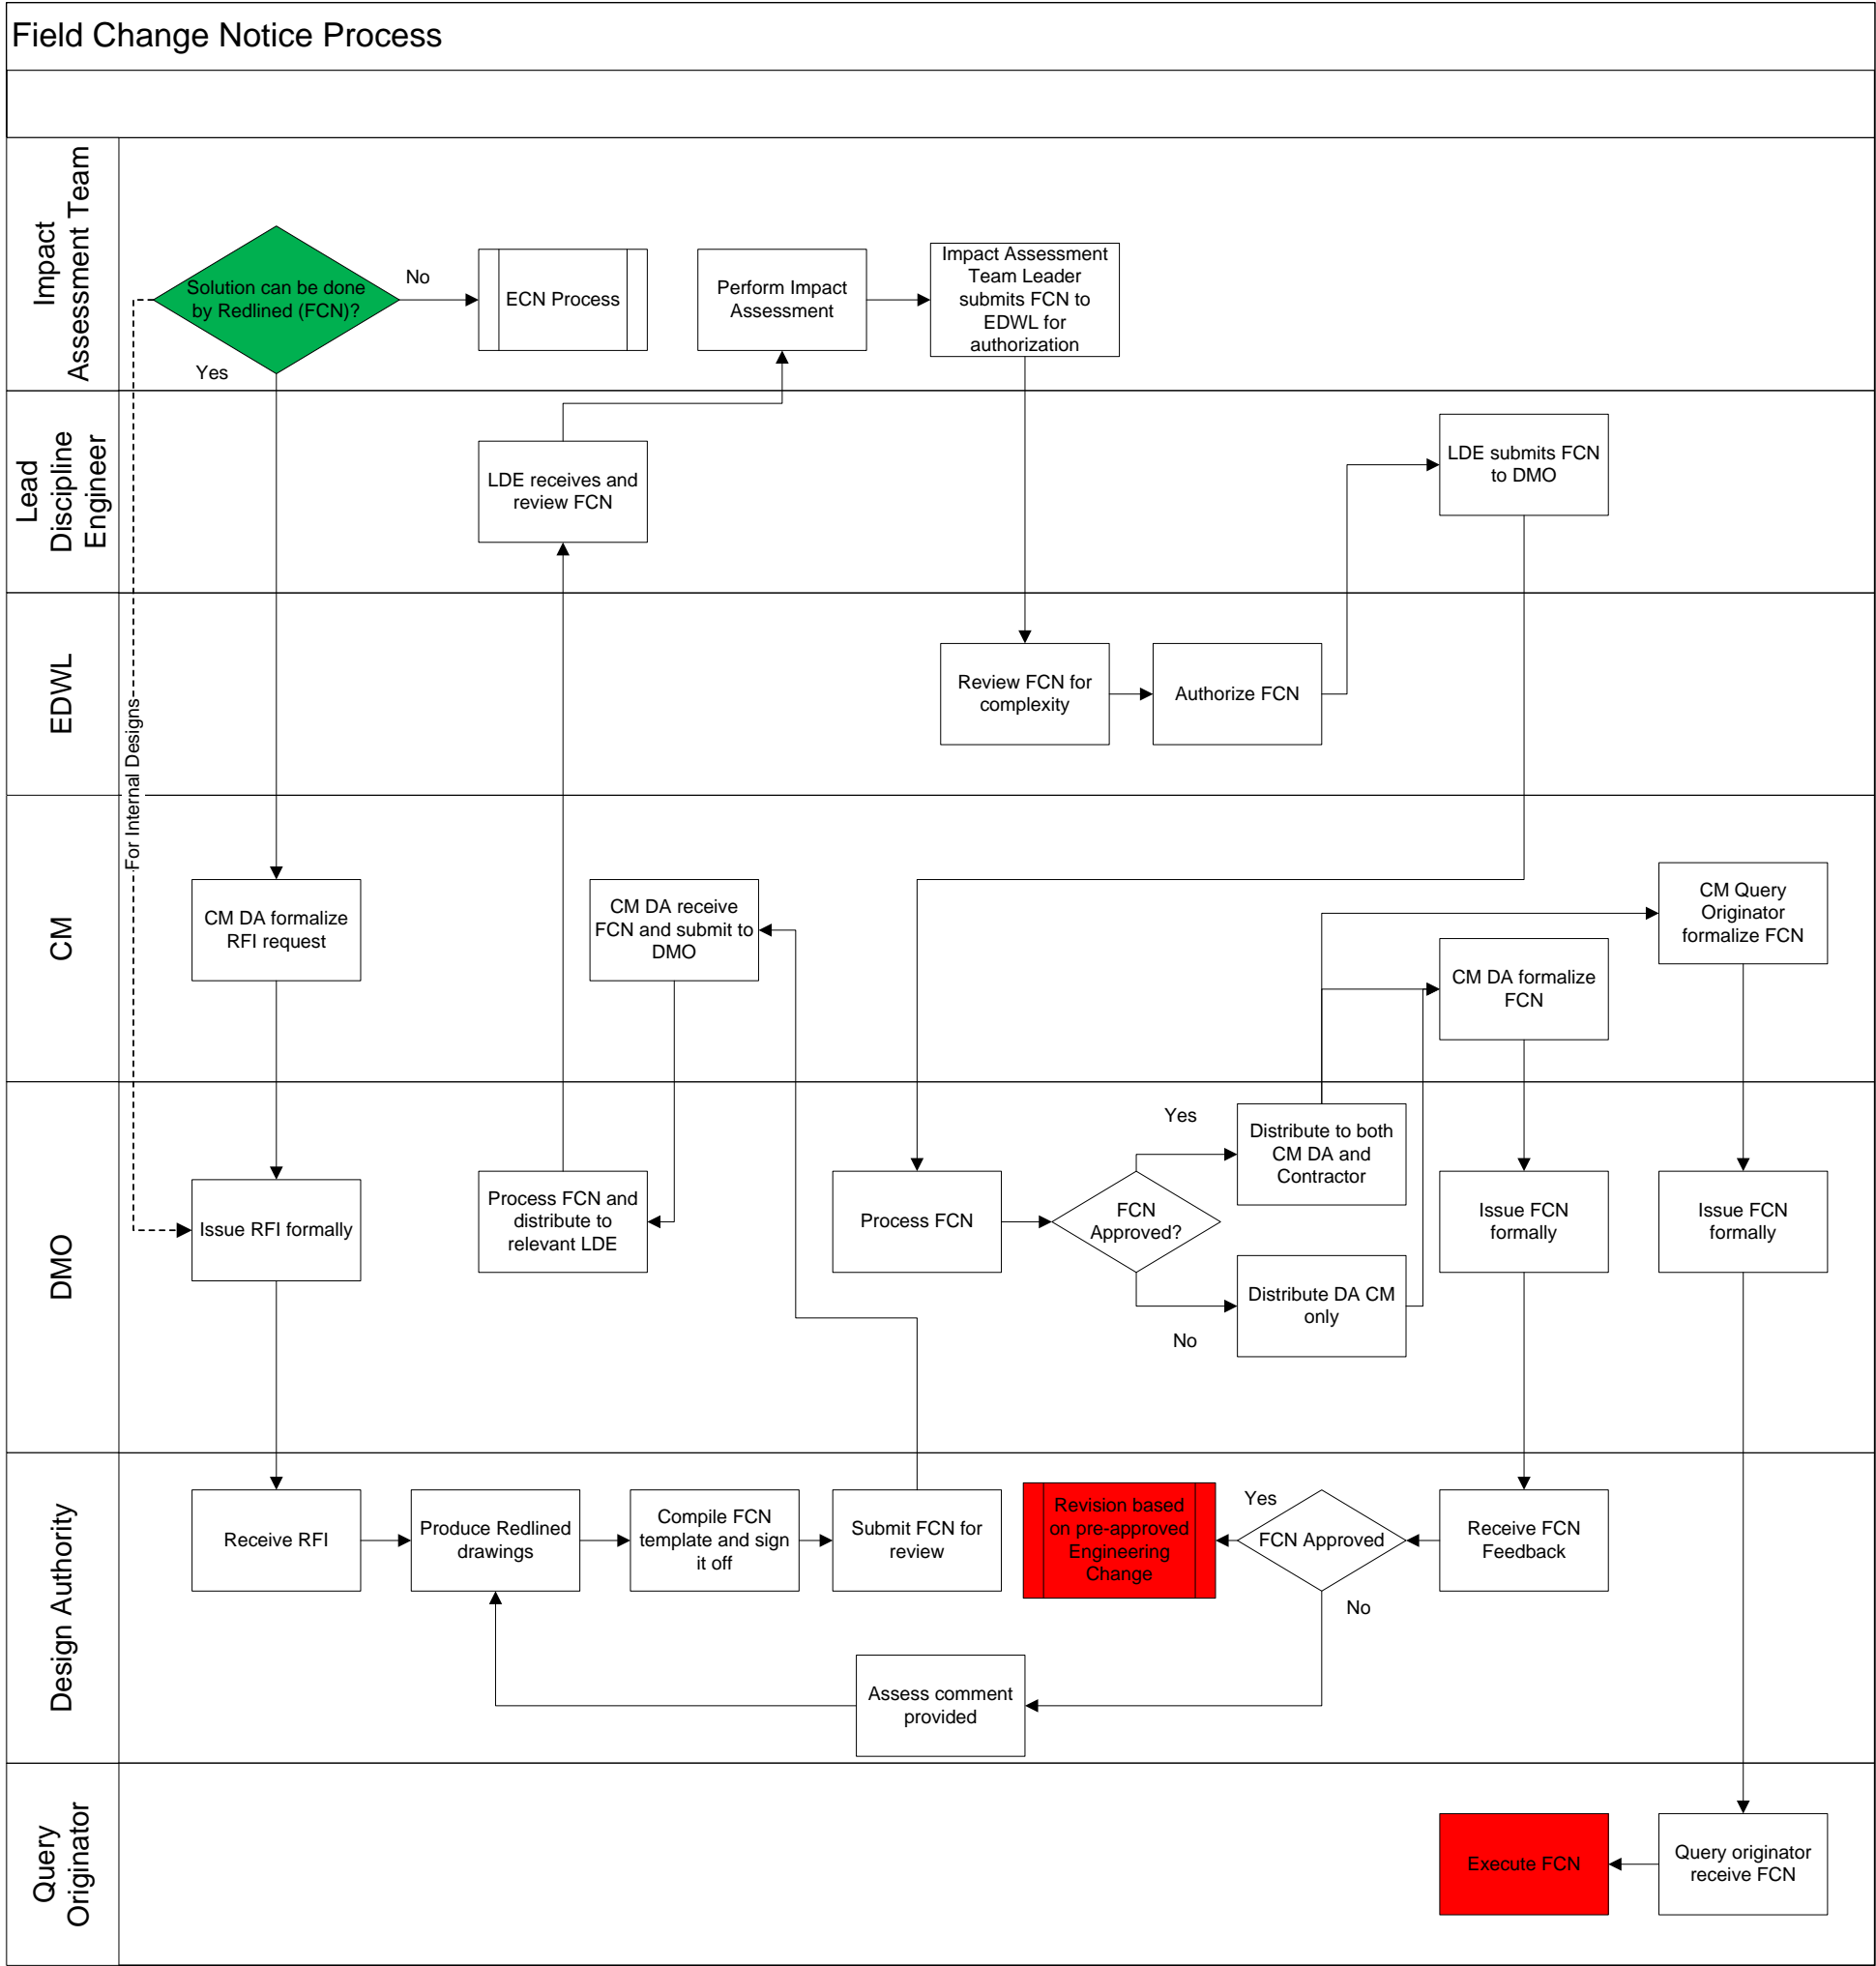 Field Change Notice Process
Impact
Assessment Team
Solution can be done
by Redlined (FCN)?
No
Yes
ECN Process
Perform Impact
Assessment
Impact Assessment
Team Leader
submits FCN to
EDWL for
authorization
Lead
Discipline
Engineer
LDE receives and
review FCN
LDE submits FCN
to DMO
EDWL
For Internal Designs
Review FCN for
complexity
Authorize FCN
CM
CM DA formalize
RFI request
CM DA receive
FCN and submit to
DMO
CM DA formalize
FCN
CM Query
Originator
formalize FCN
DMO
Issue RFI formally
Process FCN and
distribute to
relevant LDE
Process FCN
FCN
Approved?
Yes
No
Distribute to both
CM DA and
Contractor
Distribute DA CM
only
Issue FCN
formally
Issue FCN
formally
Design Authority
Receive RFI
Produce Redlined
drawings
Compile FCN
template and sign
it off
Submit FCN for
review
Revision based
on pre-approved
Engineering
Change
Yes
FCN Approved
No
Receive FCN
Feedback
Assess comment
provided
Query
Originator
Execute FCN
Query originator
receive FCN